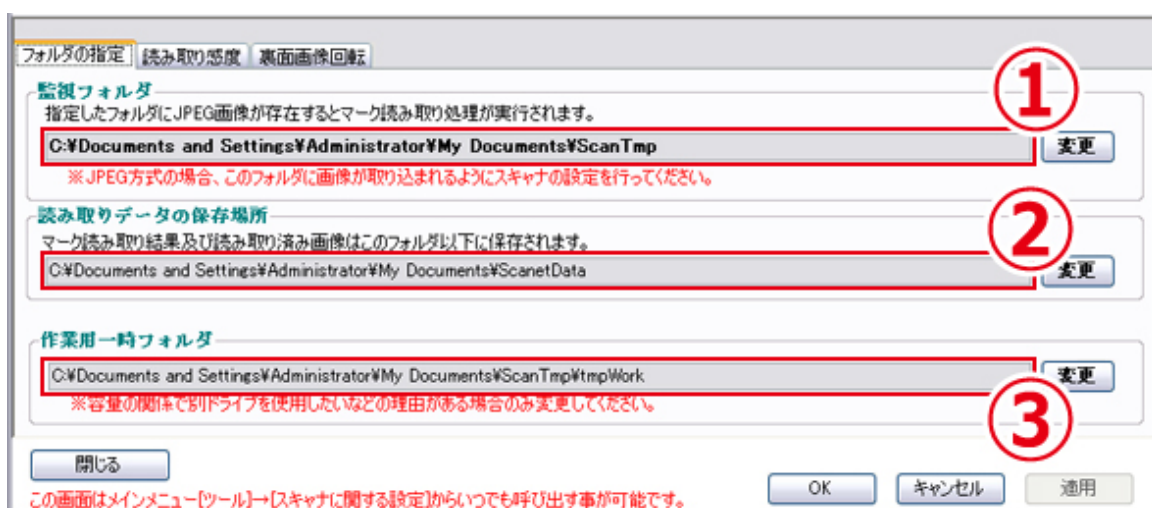 フォルダの指定 読み取り感度 裏面画像回転
①
監視フォルダ
指定したフォルダにJPEG画像が存在するとマーク読み取り処理が実行されます。
C:¥Documents and Settings¥Administrator¥My Documents¥ScanTmp 変更
※JPEG方式の場合、このフォルダに画像が取り込まれるようにスキャナの設定を行ってください。
②
読み取りデータの保存場所
マーク読み取り結果及び読み取り済み画像はこのフォルダ以下に保存されます。
C:¥Documents and Settings¥Administrator¥My Documents¥ScanetData 変更
作業用一時フォルダ
C:¥Documents and Settings¥Administrator¥My Documents¥ScanTmp¥tmpWork 変更
※容量の関係で別ドライブを使用したいなどの理由がある場合のみ変更してください。
③
閉じる
OK キャンセル 適用
この画面はメインメニュー[ツール]→[スキャナに関する設定]からいつでも呼び出す事が可能です。